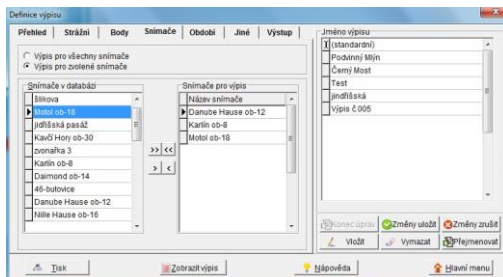 Definice výpisu
Přehled Strážní Body Snímače Období Jiné Výstup
Výpis pro všechny snímače
Výpis pro zvolené snímače
Snímače v databázi
šlikova
Motol ob-18
jidřišská pasáž
Kavčí Hory ob-30
zvonařka 3
Karlín ob-8
Daimond ob-14
46-butovice
Danube Hause ob-12
Nille Hause ob-16
>> <<
> <
Snímače pro výpis
Název snímače
Danube Hause ob-12
Karlín ob-8
Motol ob-18
Jméno výpisu
(standardní)
Podvinný Mlýn
Černý Most
Test
jindřišská
Výpis č.005
Konec úprav Změny uložit Změny zrušit
Vložit Vymazat Přejmenovat
Tisk Zobrazit výpis Nápověda Hlavní menu